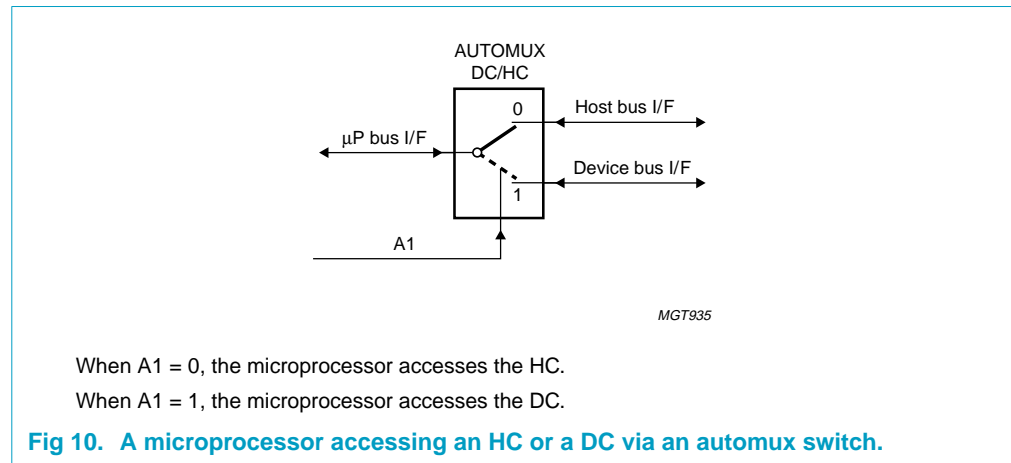 AUTOMUX
DC/HC
0
Host bus I/F
μP bus I/F
Device bus I/F
1
A1
MGT935
When A1 = 0, the microprocessor accesses the HC.
When A1 = 1, the microprocessor accesses the DC.
Fig 10. A microprocessor accessing an HC or a DC via an automux switch.